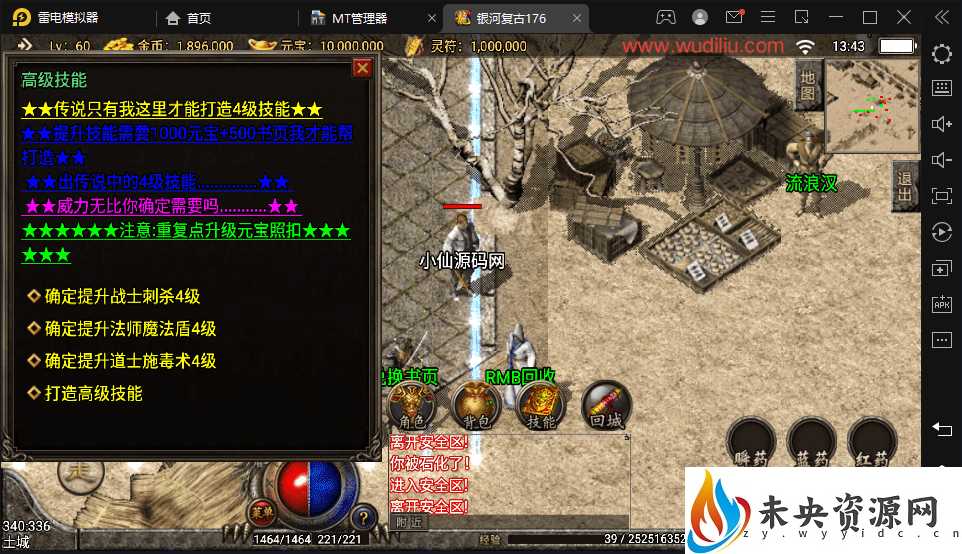 雷电模拟器
首页
MT管理器
银河复古176
Lv: 60 金币: 1,896,000 元宝: 10,000,000 灵符: 1,000,000
www.wudiliu.com
13:43
高级技能
★★传说只有我这里才能打造4级技能★★
★★提升技能需要1000元宝+500书页我才能帮
打造★★
★★出传说中的4级技能.............★★
★★威力无比你确定需要吗...........★★
★★★★★★注意:重复点升级元宝照扣★★★
★★★
确定提升战士刺杀4级
确定提升法师魔法盾4级
确定提升道士施毒术4级
打造高级技能
地图
退出
流浪汉
小仙源码网
兑换书页
RMB回收
角色
背包
技能
回城
离开安全区!
你被石化了!
进入安全区!
离开安全区!
附近
瞬药
蓝药
红药
走
菜单
?
340:336
土城
1464/1464 221/221
经验
39 / 252516352
APK
未央资源网
zy.wyyidc.cn